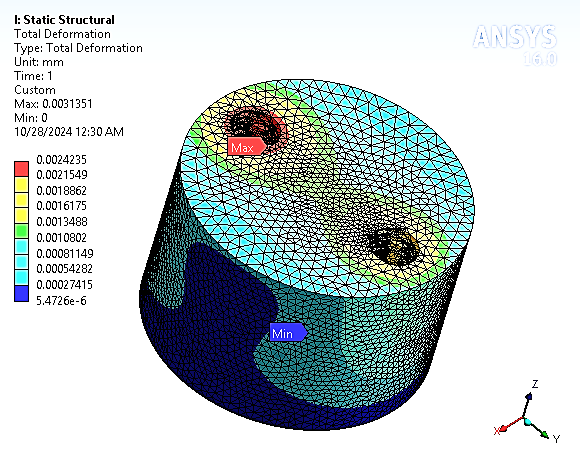 I: Static Structural
Total Deformation
Type: Total Deformation
Unit: mm
Time: 1
Custom
Max: 0.0031351
Min: 0
10/28/2024 12:30 AM
ANSYS
16.0
0.0024235
0.0021549
0.0018862
0.0016175
0.0013488
0.0010802
0.00081149
0.00054282
0.00027415
5.4726e-6
Max
Min
Z
X
Y